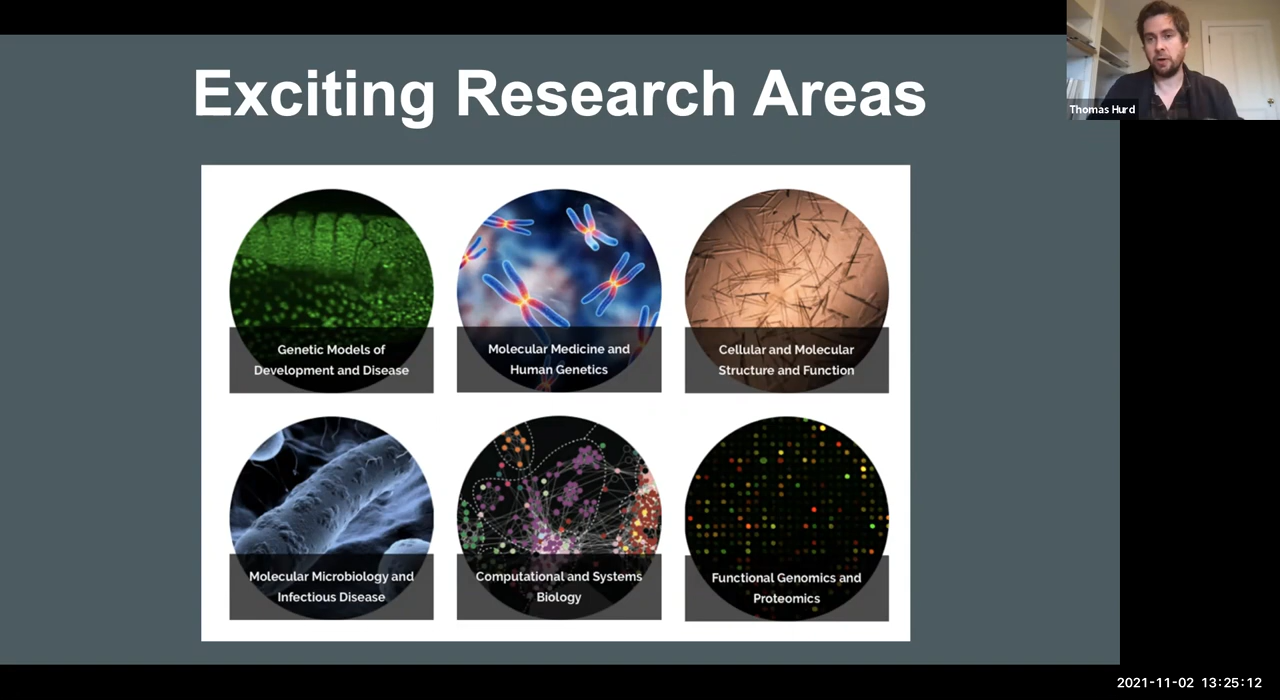 Exciting Research Areas
Thomas Hurd
Genetic Models of
Development and Disease
Molecular Medicine and
Human Genetics
Cellular and Molecular
Structure and Function
Molecular Microbiology and
Infectious Disease
Computational and Systems
Biology
Functional Genomics and
Proteomics
2021-11-02 13:25:12